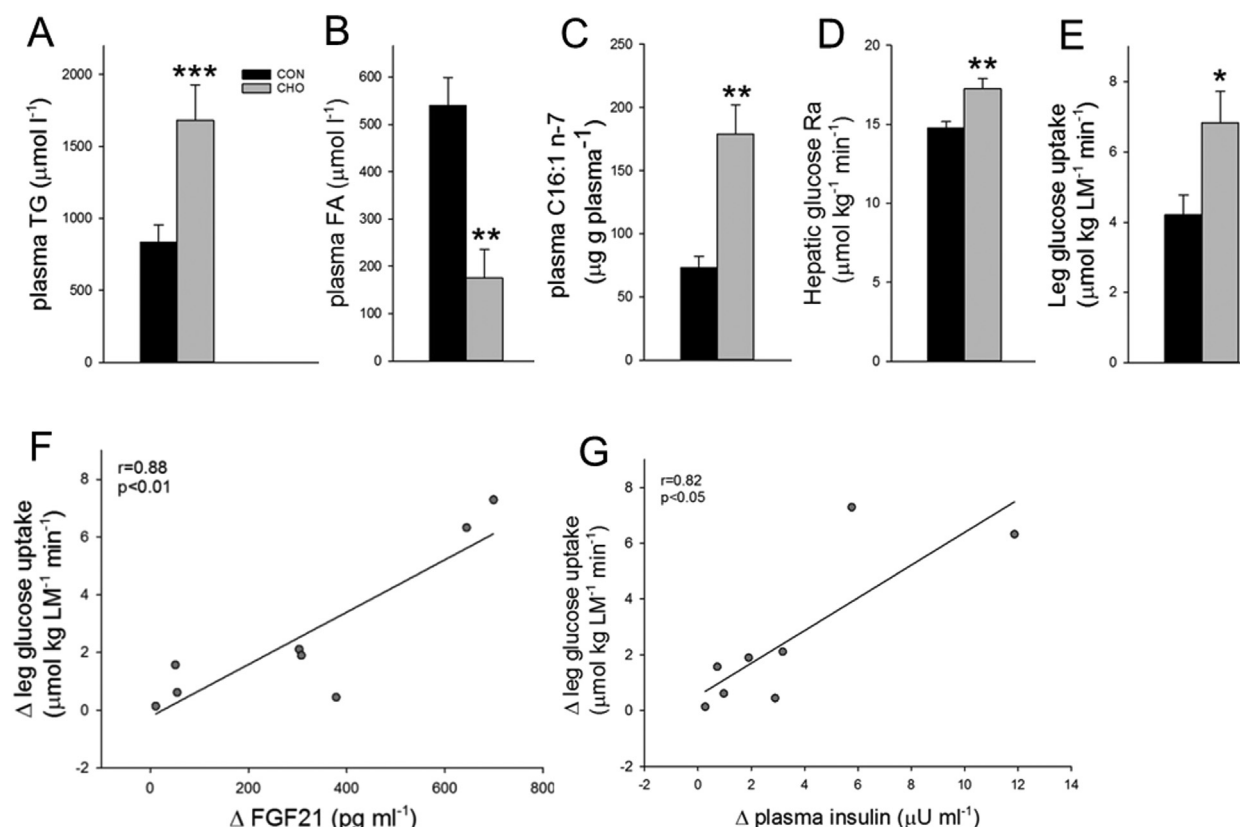 A
plasma TG (μmol l⁻¹)
2000
1500
1000
500
0
***
CON
CHO
B
plasma FA (μmol l⁻¹)
600
500
400
300
200
100
0
**
C
plasma C16:1 n-7
(μg g plasma⁻¹)
250
200
150
100
50
0
**
D
Hepatic glucose Ra
(μmol kg⁻¹ min⁻¹)
20
15
10
5
0
**
E
Leg glucose uptake
(μmol kg LM⁻¹ min⁻¹)
8
6
4
2
0
*
F
r=0.88
p<0.01
Δ leg glucose uptake
(μmol kg LM⁻¹ min⁻¹)
8
6
4
2
0
-2
0 200 400 600 800
Δ FGF21 (pg ml⁻¹)
G
r=0.82
p<0.05
Δ leg glucose uptake
(μmol kg LM⁻¹ min⁻¹)
8
6
4
2
0
-2
-2 0 2 4 6 8 10 12 14
Δ plasma insulin (μU ml⁻¹)